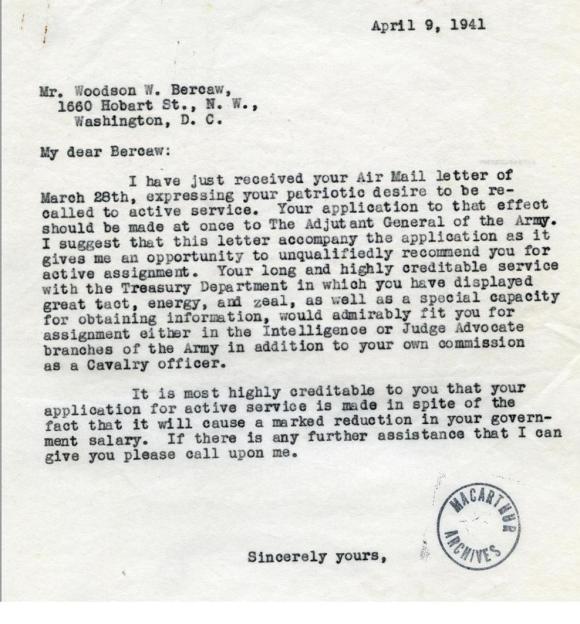 April 9, 1941
Mr. Woodson W. Bercaw,
1660 Hobart St., N. W.,
Washington, D. C.
My dear Bercaw:
I have just received your Air Mail letter of
March 28th, expressing your patriotic desire to be re-
called to active service. Your application to that effect
should be made at once to The Adjutant General of the Army.
I suggest that this letter accompany the application as it
gives me an opportunity to unqualifiedly recommend you for
active assignment. Your long and highly creditable service
with the Treasury Department in which you have displayed
great tact, energy, and zeal, as well as a special capacity
for obtaining information, would admirably fit you for
assignment either in the Intelligence or Judge Advocate
branches of the Army in addition to your own commission
as a Cavalry officer.
It is most highly creditable to you that your
application for active service is made in spite of the
fact that it will cause a marked reduction in your govern-
ment salary. If there is any further assistance that I can
give you please call upon me.
MACARTHUR
ARCHIVES
Sincerely yours,